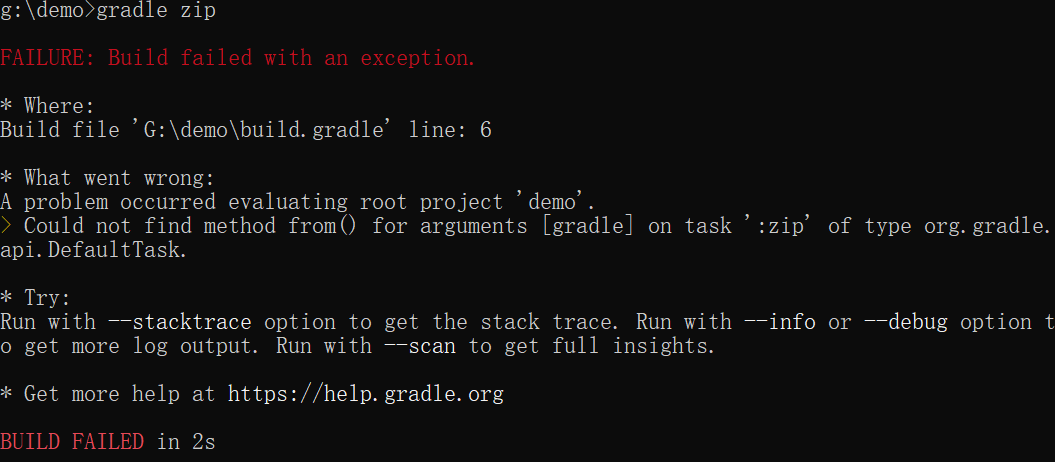 g:\demo>gradle zip
FAILURE: Build failed with an exception.
* Where:
Build file 'G:\demo\build.gradle' line: 6
* What went wrong:
A problem occurred evaluating root project 'demo'.
> Could not find method from() for arguments [gradle] on task ':zip' of type org.gradle.
api.DefaultTask.
* Try:
Run with --stacktrace option to get the stack trace. Run with --info or --debug option t
o get more log output. Run with --scan to get full insights.
* Get more help at https://help.gradle.org
BUILD FAILED in 2s